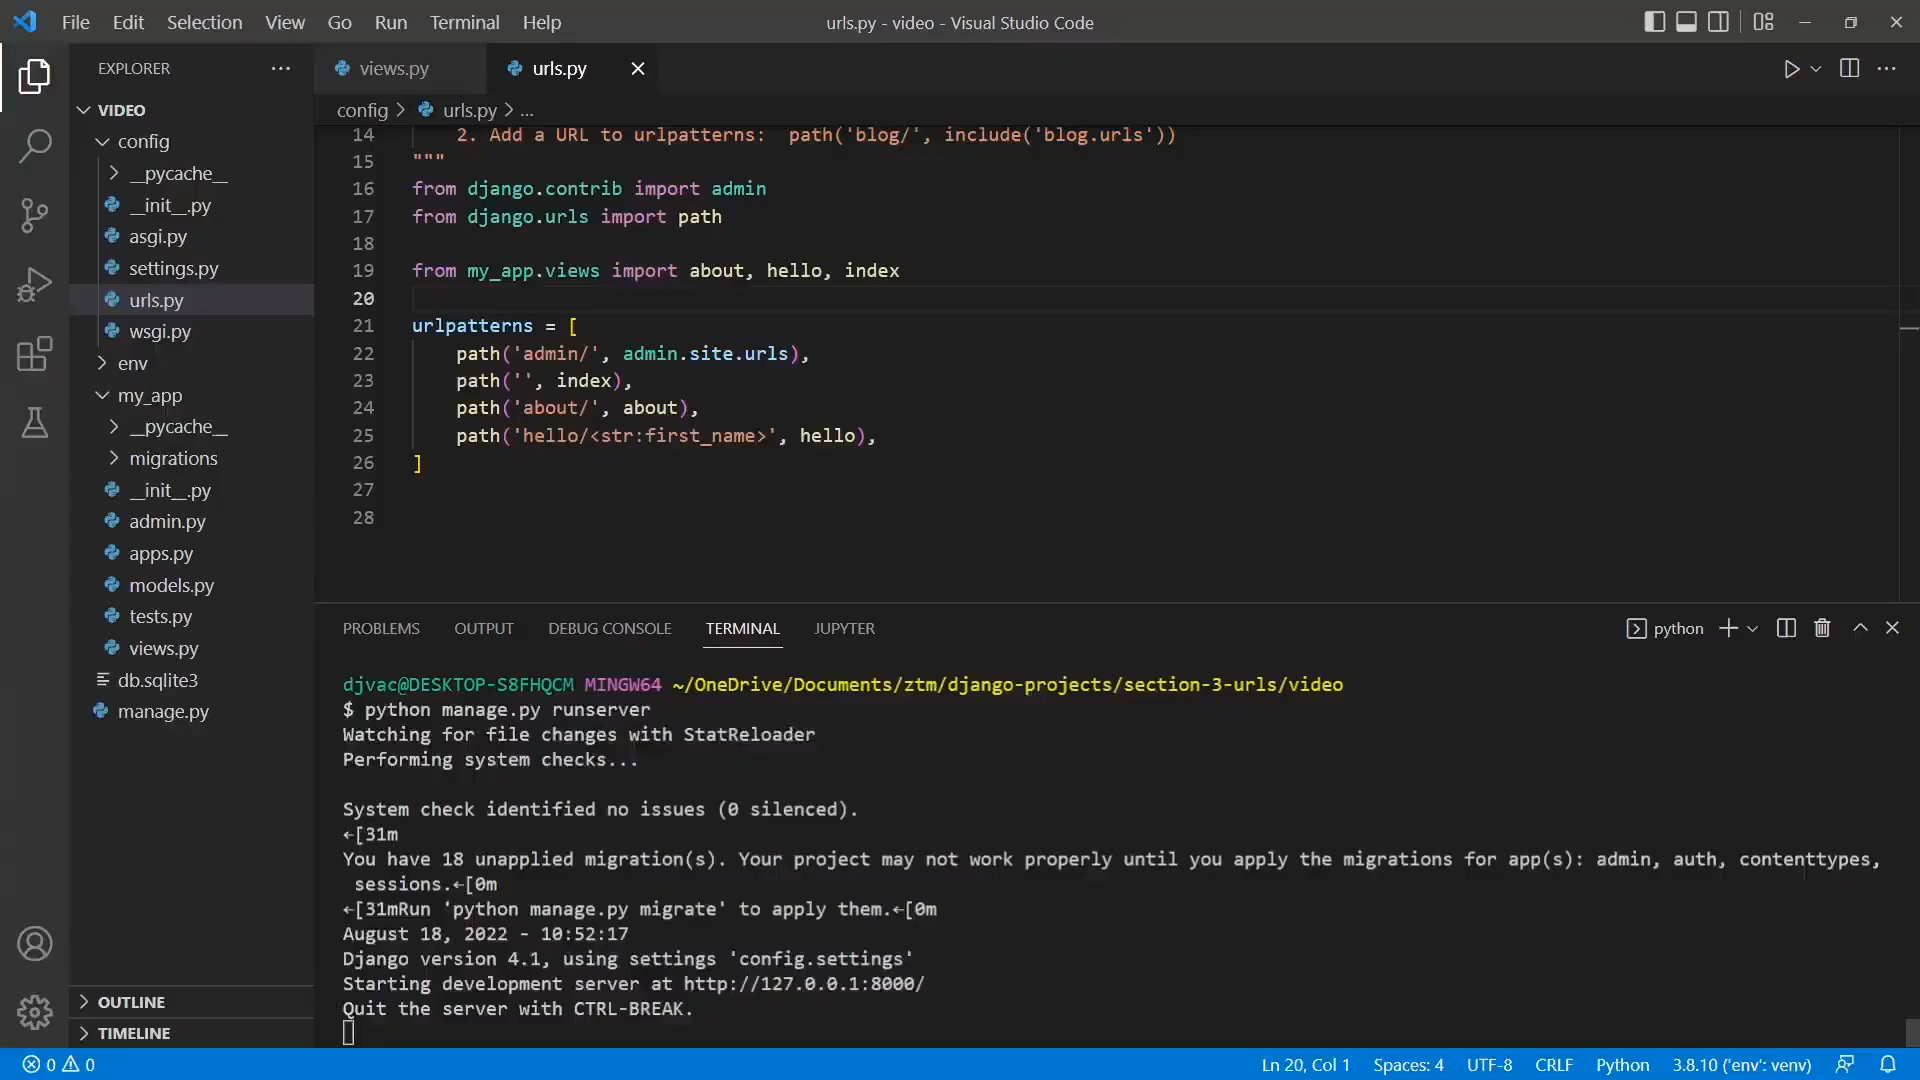 File Edit Selection View Go Run Terminal Help
urls.py - video - Visual Studio Code
EXPLORER
VIDEO
config
__pycache__
__init__.py
asgi.py
settings.py
urls.py
wsgi.py
env
my_app
__pycache__
migrations
__init__.py
admin.py
apps.py
models.py
tests.py
views.py
db.sqlite3
manage.py
OUTLINE
TIMELINE
views.py
urls.py
config > urls.py > ...
14 2. Add a URL to urlpatterns:  path('blog/', include('blog.urls'))
15 """
16 from django.contrib import admin
17 from django.urls import path
18
19 from my_app.views import about, hello, index
20
21 urlpatterns = [
22     path('admin/', admin.site.urls),
23     path('', index),
24     path('about/', about),
25     path('hello/<str:first_name>', hello),
26 ]
27
28
PROBLEMS OUTPUT DEBUG CONSOLE TERMINAL JUPYTER
python
djvac@DESKTOP-S8FHQCM MINGW64 ~/OneDrive/Documents/ztm/django-projects/section-3-urls/video
$ python manage.py runserver
Watching for file changes with StatReloader
Performing system checks...
System check identified no issues (0 silenced).
←[31m
You have 18 unapplied migration(s). Your project may not work properly until you apply the migrations for app(s): admin, auth, contenttypes,
sessions.←[0m
←[31mRun 'python manage.py migrate' to apply them.←[0m
August 18, 2022 - 10:52:17
Django version 4.1, using settings 'config.settings'
Starting development server at http://127.0.0.1:8000/
Quit the server with CTRL-BREAK.
0 0
Ln 20, Col 1 Spaces: 4 UTF-8 CRLF Python 3.8.10 ('env': venv)